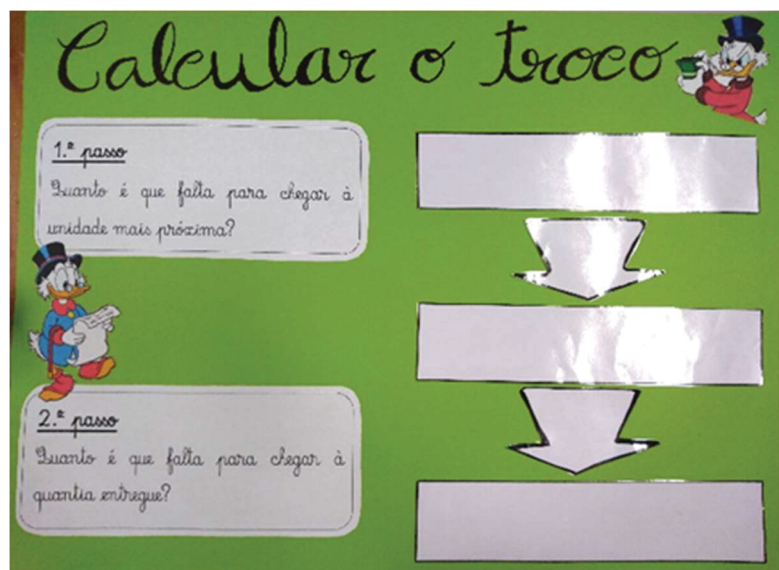 Calcular o troco
1.º passo
Quanto é que falta para chegar à
unidade mais próxima?
2.º passo
Quanto é que falta para chegar à
quantia entregue?